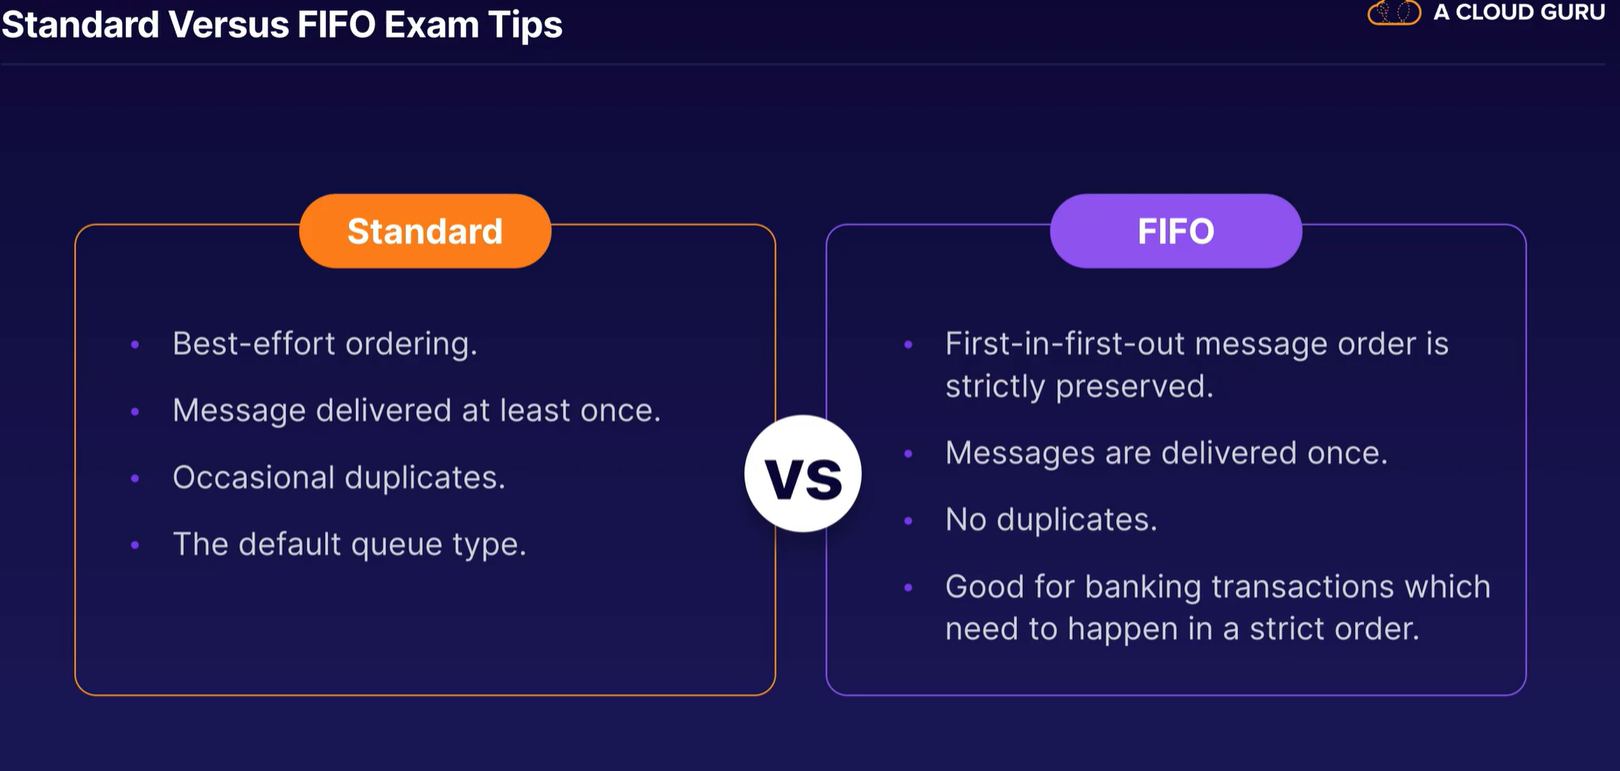 Standard Versus FIFO Exam Tips
A CLOUD GURU
Standard
• Best-effort ordering.
• Message delivered at least once.
• Occasional duplicates.
• The default queue type.
VS
FIFO
• First-in-first-out message order is
strictly preserved.
• Messages are delivered once.
• No duplicates.
• Good for banking transactions which
need to happen in a strict order.